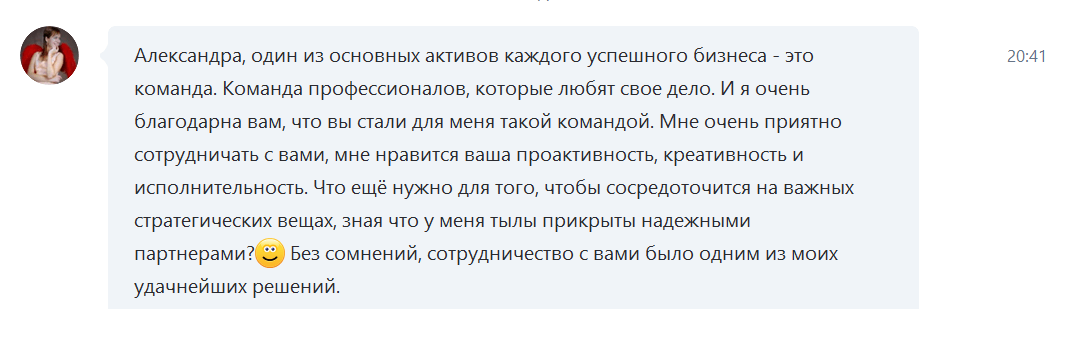 Александра, один из основных активов каждого успешного бизнеса - это
команда. Команда профессионалов, которые любят свое дело. И я очень
благодарна вам, что вы стали для меня такой командой. Мне очень приятно
сотрудничать с вами, мне нравится ваша проактивность, креативность и
исполнительность. Что ещё нужно для того, чтобы сосредоточится на важных
стратегических вещах, зная что у меня тылы прикрыты надежными
партнерами? Без сомнений, сотрудничество с вами было одним из моих
удачнейших решений.
20:41